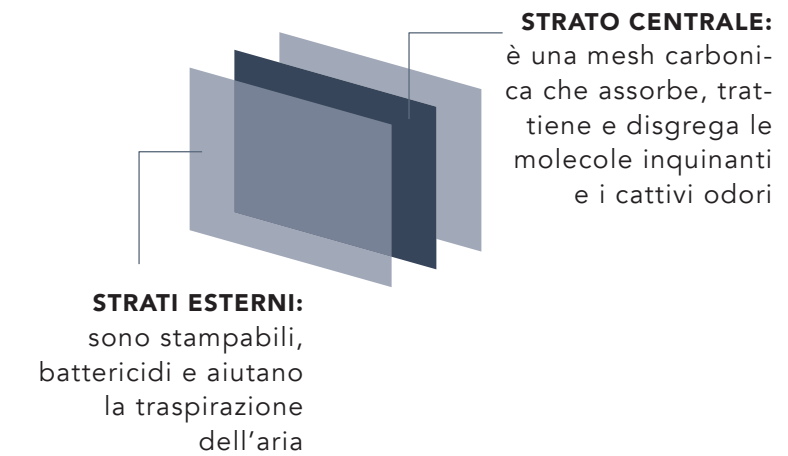 STRATO CENTRALE:
è una mesh carboni-
ca che assorbe, trat-
tiene e disgrega le
molecole inquinanti
e i cattivi odori
STRATI ESTERNI:
sono stampabili,
battericidi e aiutano
la traspirazione
dell’aria